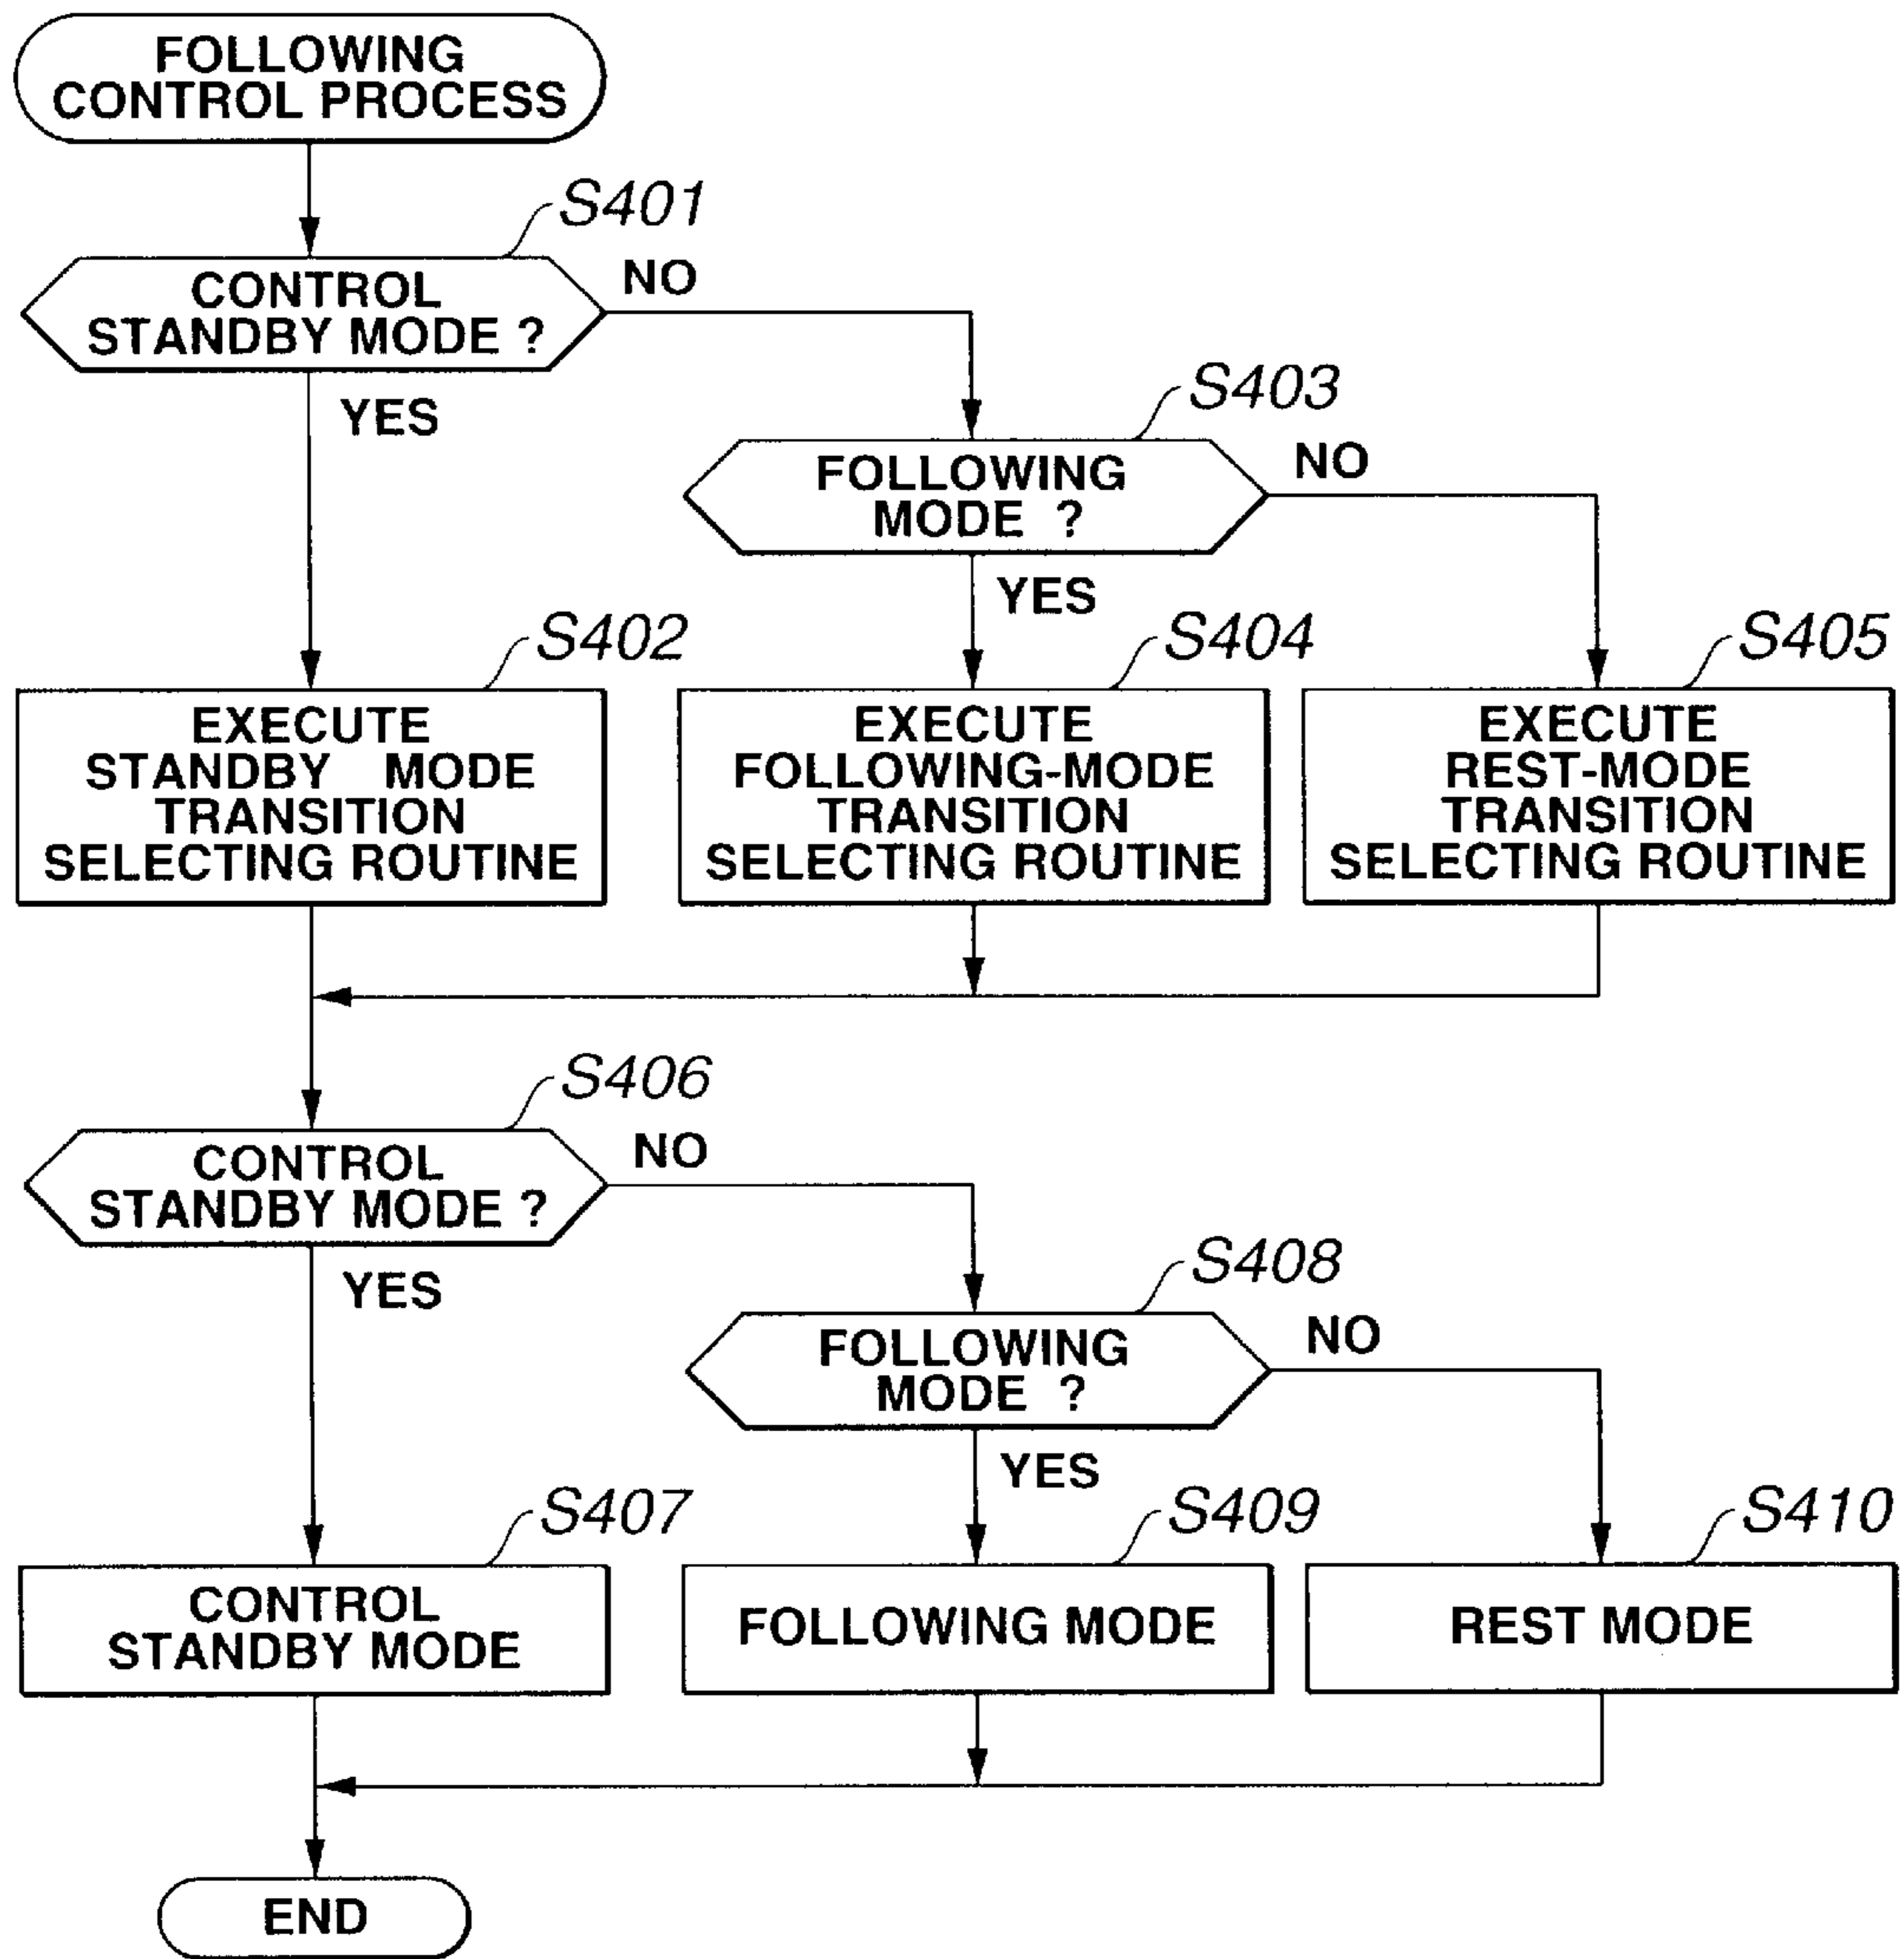 FOLLOWING
CONTROL PROCESS
S401
CONTROL
STANDBY MODE ?
NO
YES
S403
FOLLOWING
MODE ?
NO
YES
S402
EXECUTE
STANDBY MODE
TRANSITION
SELECTING ROUTINE
S404
EXECUTE
FOLLOWING-MODE
TRANSITION
SELECTING ROUTINE
S405
EXECUTE
REST-MODE
TRANSITION
SELECTING ROUTINE
S406
CONTROL
STANDBY MODE ?
NO
YES
S408
FOLLOWING
MODE ?
NO
YES
S407
CONTROL
STANDBY MODE
S409
FOLLOWING MODE
S410
REST MODE
END